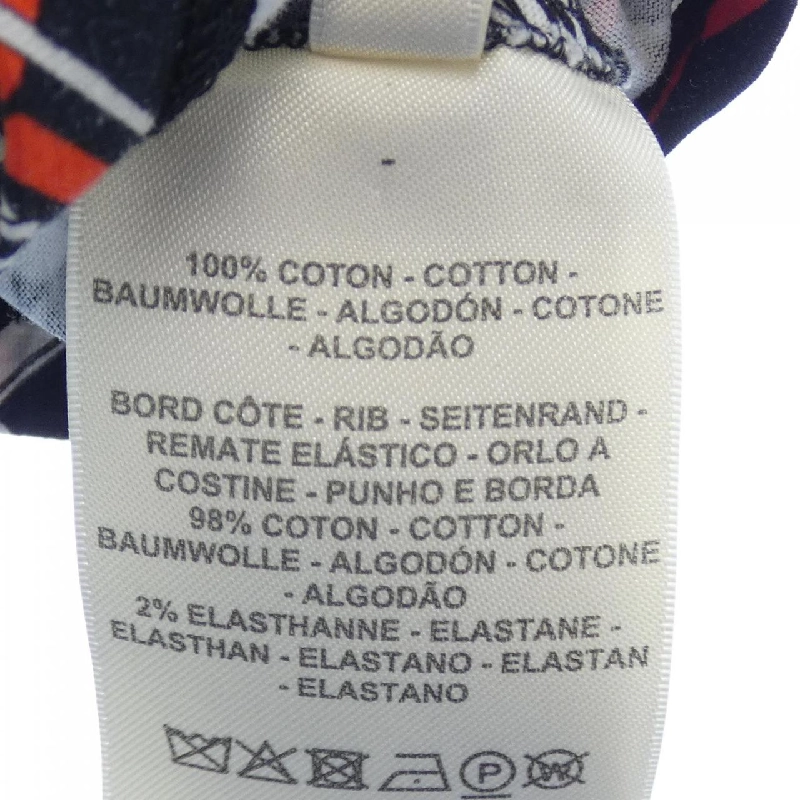 -
100% COTON - COTTON -
BAUMWOLLE - ALGODÓN - COTONE
- ALGODÃO
BORD CÔTE - RIB - SEITENRAND -
REMATE ELÁSTICO - ORLO A
COSTINE - PUNHO E BORDA
98% COTON - COTTON -
BAUMWOLLE - ALGODÓN - COTONE
- ALGODÃO
2% ELASTHANNE - ELASTANE -
ELASTHAN - ELASTANO - ELASTAN
- ELASTANO
P W